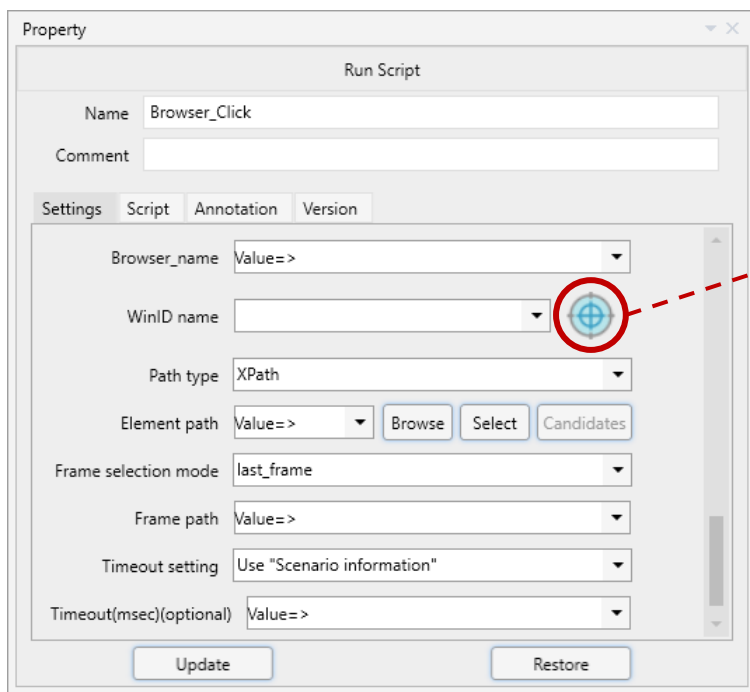 Property
Run Script
Name Browser_Click
Comment
Settings Script Annotation Version
Browser_name Value=>
WinID name
Path type XPath
Element path Value=> Browse Select Candidates
Frame selection mode last_frame
Frame path Value=>
Timeout setting Use "Scenario information"
Timeout(msec)(optional) Value=>
Update Restore